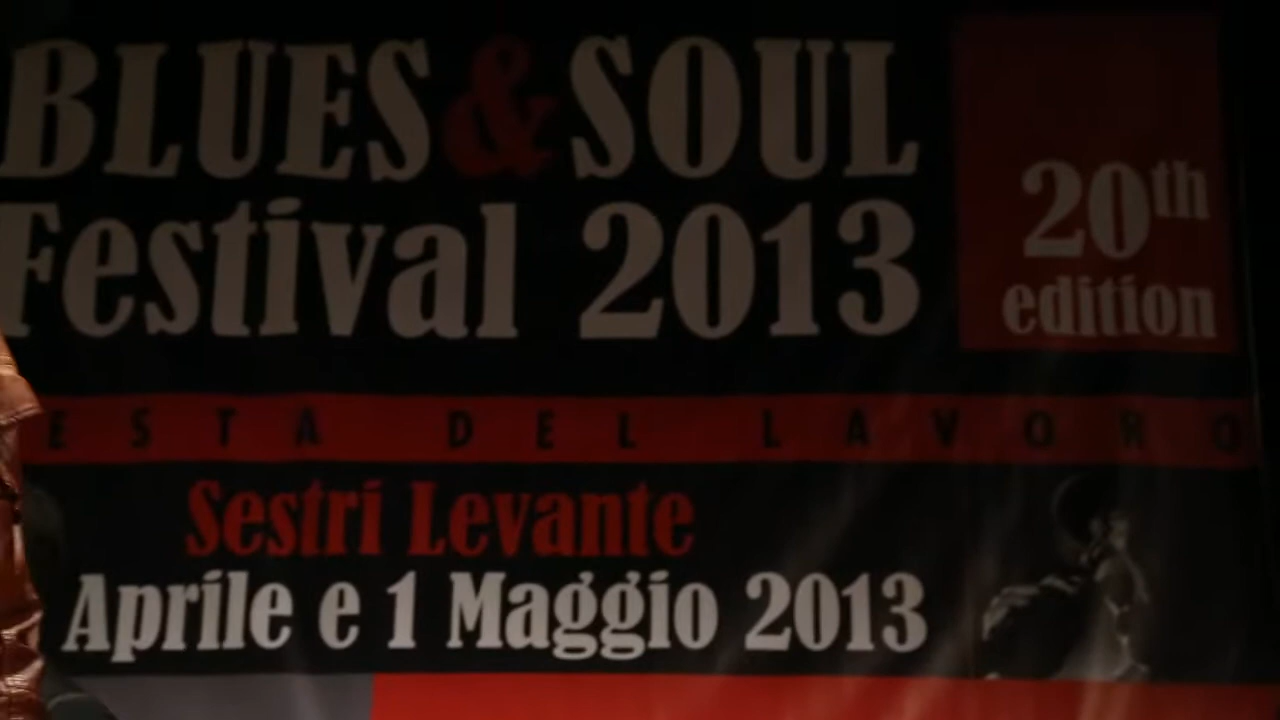 BLUES & SOUL
Festival 2013
20th
edition
ESTA DEL LAVORO
Sestri Levante
Aprile e 1 Maggio 2013